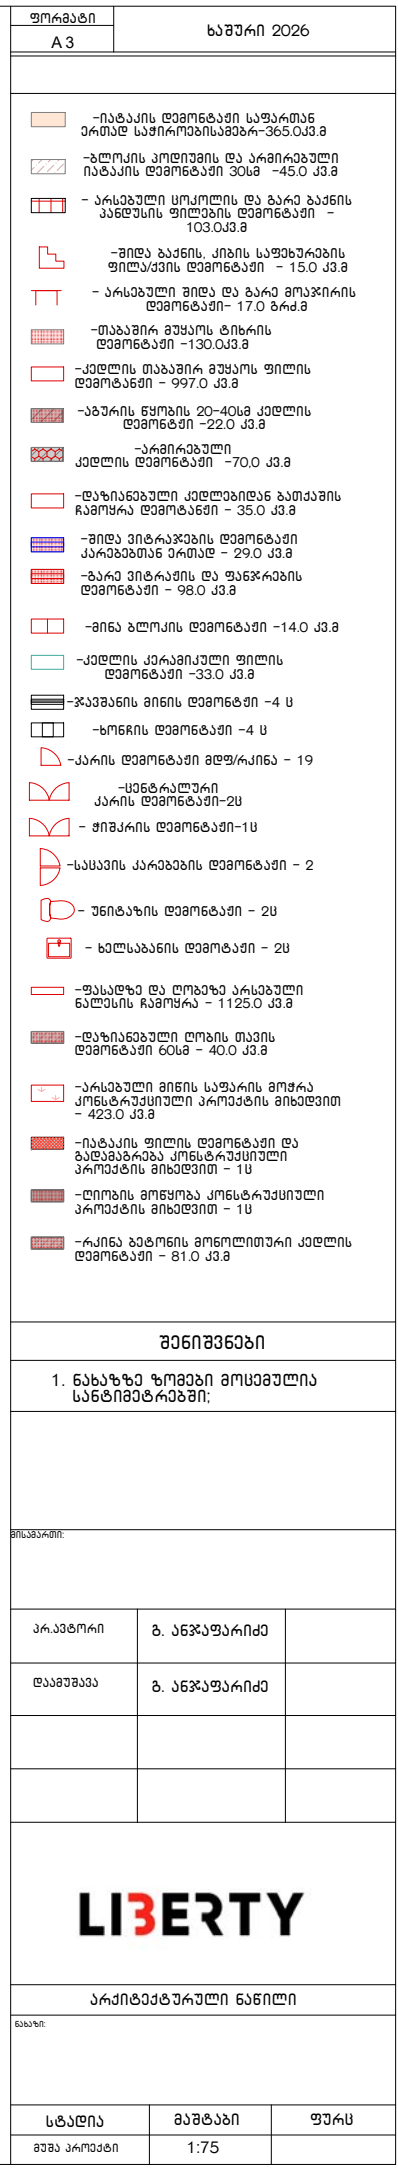 ფორმატი
A 3
ხაშური 2026
-იატაკის დემონტაჟი საფართან
ერთად საჭიროებისამებრ-365.0კვ.მ
-ბლოკის პოდიუმის და არმირებული
იატაკის დემონტაჟი 30სმ -45.0 კვ.მ
- არსებული ცოკოლის და გარე ბაქნის
პანდუსის ფილების დემონტაჟი -
103.0კვ.მ
-შიდა ბაქნის, კიბის საფეხურების
ფილა/ქვის დემონტაჟი - 15.0 კვ.მ
- არსებული შიდა და გარე მოაჯირის
დემონტაჟი- 17.0 გრძ.მ
-თაბაშირ მუყაოს ტიხრის
დემონტაჟი -130.0კვ.მ
-კედლის თაბაშირ მუყაოს ფილის
დემოტანჟი - 997.0 კვ.მ
-აგურის წყობის 20-40სმ კედლის
დემონტჟი -22.0 კვ.მ
-არმირებული
კედლის დემონტაჟი -70,0 კვ.მ
-დაზიანებული კედლებიდან ბათქაშის
ჩამოყრა დემოტანჟი - 35.0 კვ.მ
-შიდა ვიტრაჟების დემონტაჟი
კარებებთან ერთად - 29.0 კვ.მ
-გარე ვიტრაჟის და ფანჯრების
დემონტაჟი - 98.0 კვ.მ
-მინა ბლოკის დემონტაჟი -14.0 კვ.მ
-კედლის კერამიკული ფილის
დემონტაჟი -33.0 კვ.მ
-ჯავშანის მინის დემონტჟი -4 ც
-ხონჩის დემონტაჟი -4 ც
-კარის დემონტაჟი მდფ/რკინა - 19
-ცენტრალური
კარის დემონტაჟი-2ც
- ჭიშკრის დემონტაჟი-1ც
-საცავის კარებების დემონტაჟი - 2
- უნიტაზის დემონტაჟი - 2ც
- ხელსაბანის დემოტაჟი - 2ც
-ფასადზე და ღობეზე არსებული
ნალესის ჩამოყრა - 1125.0 კვ.მ
-დაზიანებული ღობის თავის
დემონტაჟი 60სმ - 40.0 კვ.მ
-არსებული მიწის საფარის მოჭრა
კონსტრუქციული პროექტის მიხედვით
- 423.0 კვ.მ
-იატაკის ფილის დემონტაჟი და
გადამაგრება კონსტრუქციული
პროექტის მიხედვით - 1ც
-ღიობის მოწყობა კონსტრუქციული
პროექტის მიხედვით - 1ც
-რკინა ბეტონის მონოლითური კედლის
დემონტაჟი - 81.0 კვ.მ
შენიშვნები
1. ნახაზზე ზომები მოცემულია
სანტიმეტრებში;
მისამართი:
პრ.ავტორი
გ. ანჯაფარიძე
დაამუშავა
გ. ანჯაფარიძე
LIBERTY
არქიტექტურული ნაწილი
ნახაზი:
სტადია
მაშტაბი
ფურც
მუშა პროექტი
1:75